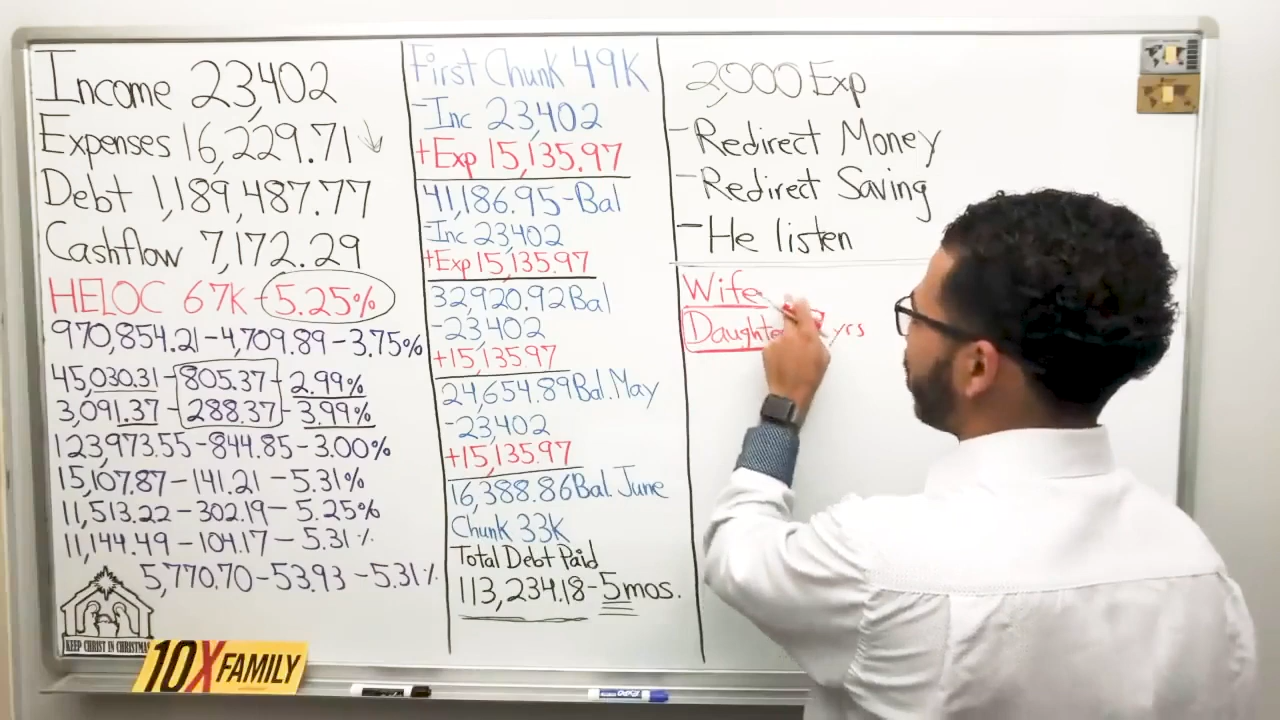 Income 23,402
Expenses 16,229.71 ↓
Debt 1,189,487.77
Cashflow 7,172.29
HELOC 67K - 5.25%
970,854.21 - 4,709.89 - 3.75%
45,030.31 - 805.37 - 2.99%
3,091.37 - 288.37 - 3.99%
123,973.55 - 844.85 - 3.00%
15,107.87 - 141.21 - 5.31%
11,513.22 - 302.19 - 5.25%
11,144.49 - 104.17 - 5.31%
5,770.70 - 53.93 - 5.31%
KEEP CHRIST IN CHRISTMAS
10X FAMILY
First Chunk 49K
-Inc 23,402
+Exp 15,135.97
41,186.95 - Bal
-Inc 23,402
+Exp 15,135.97
32,920.92 Bal
-23,402
+15,135.97
24,654.89 Bal. May
-23,402
+15,135.97
16,388.86 Bal. June
Chunk 33K
Total Debt Paid
113,234.18 - 5mos.
EXPO
2,000 Exp
- Redirect Money
- Redirect Saving
- He listen
Wife
yrs